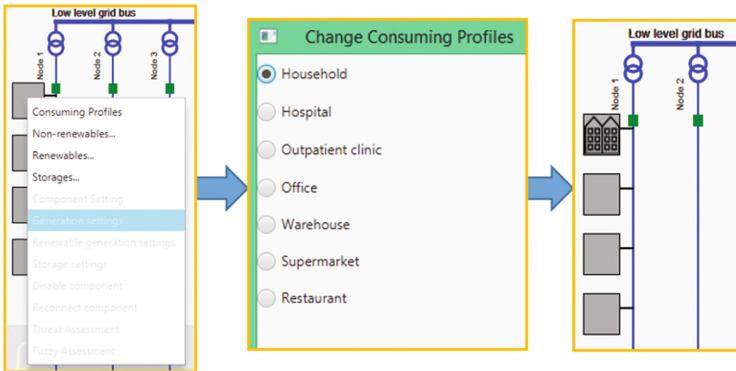 Low level grid bus
Node 1
Node 2
Node 3
Consuming Profiles
Non-renewables...
Renewables...
Storages...
Component Setting
Generation settings
Renewable generation settings
Storage settings
Disable component
Reconnect component
Threat Assessment
Fuzzy Assessment
Change Consuming Profiles
Household
Hospital
Outpatient clinic
Office
Warehouse
Supermarket
Restaurant
Low level grid bus
Node 1
Node 2